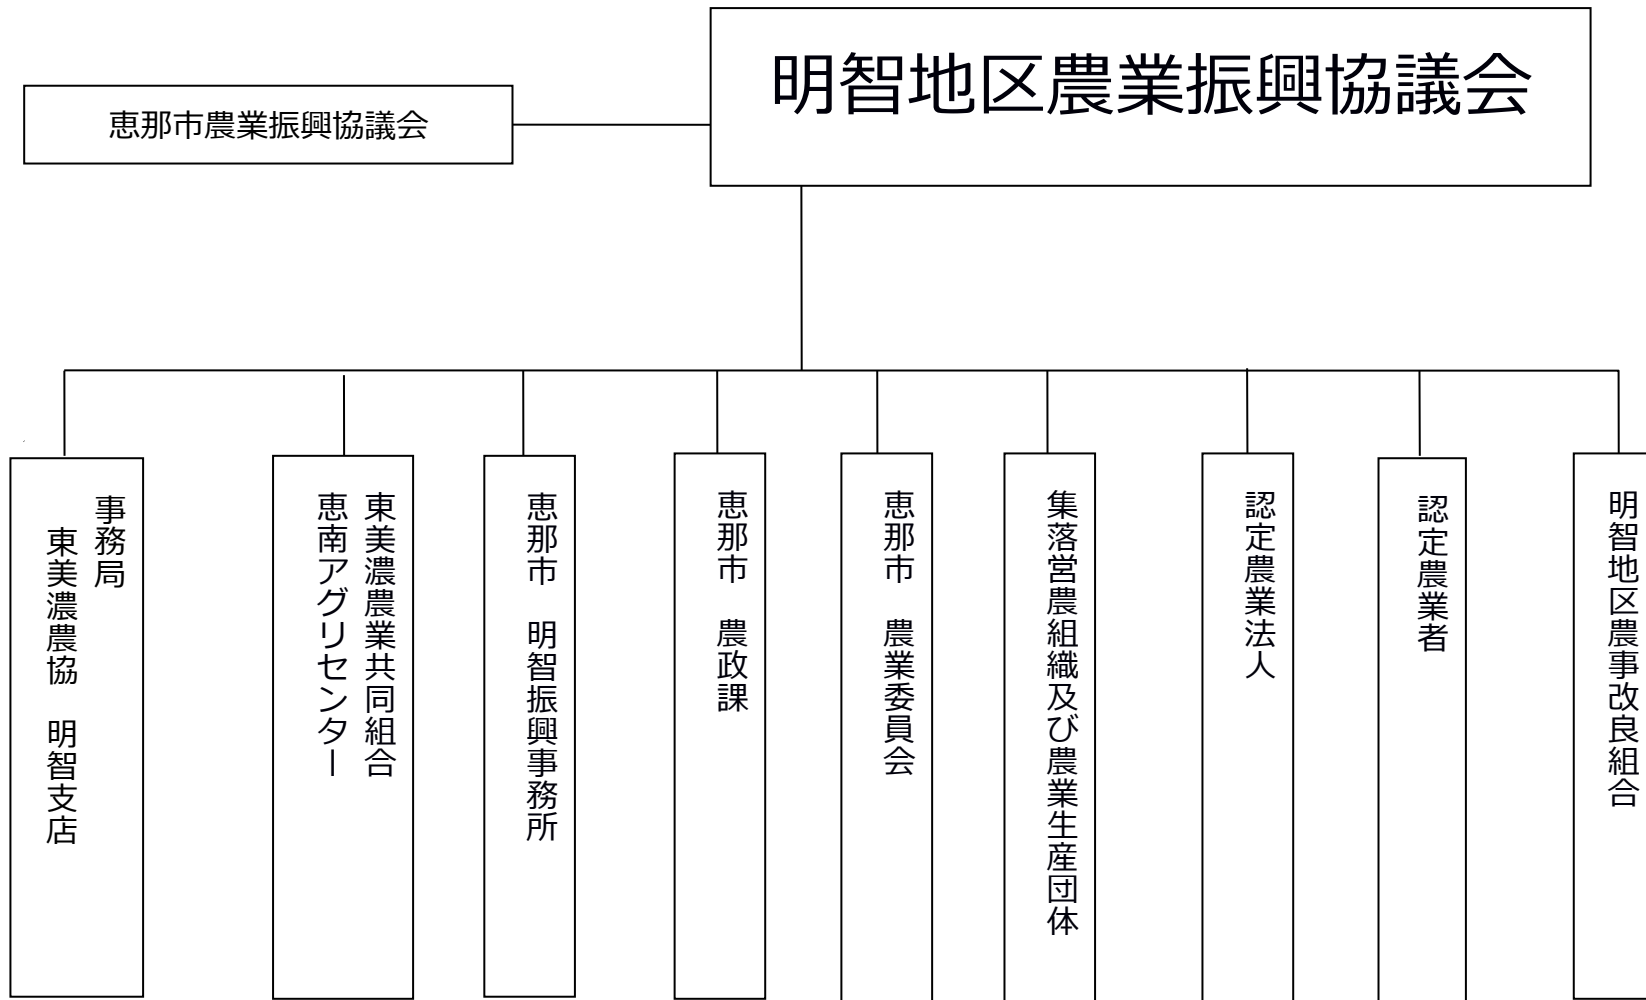 明智地区農業振興協議会
恵那市農業振興協議会
明智地区農事改良組合
認定農業者
認定農業法人
集落営農組織及び農業生産団体
恵那市　農業委員会
恵那市　農政課
恵那市　明智振興事務所
東美濃農業共同組合
恵南アグリセンター
事務局
東美濃農協　明智支店